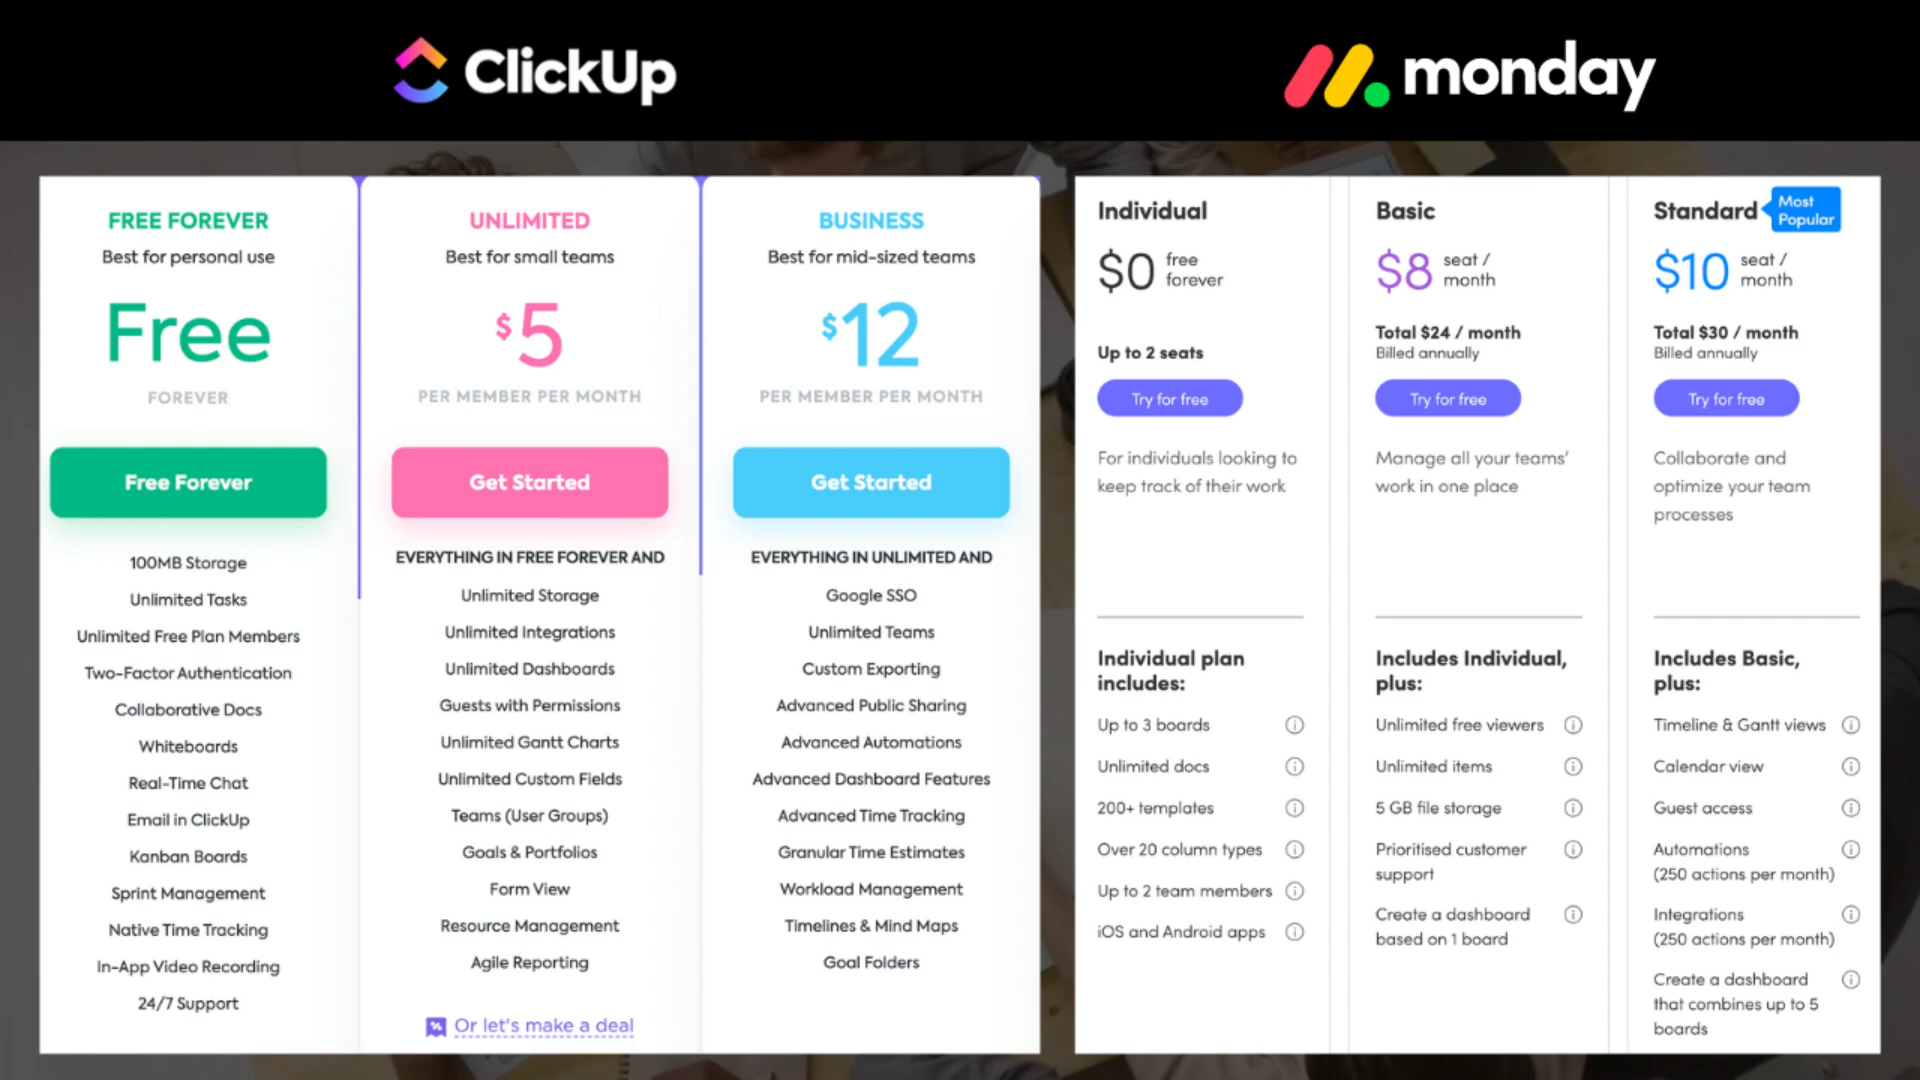 ClickUp
monday
FREE FOREVER
Best for personal use
Free
FOREVER
Free Forever
100MB Storage
Unlimited Tasks
Unlimited Free Plan Members
Two-Factor Authentication
Collaborative Docs
Whiteboards
Real-Time Chat
Email in ClickUp
Kanban Boards
Sprint Management
Native Time Tracking
In-App Video Recording
24/7 Support
UNLIMITED
Best for small teams
$5
PER MEMBER PER MONTH
Get Started
EVERYTHING IN FREE FOREVER AND
Unlimited Storage
Unlimited Integrations
Unlimited Dashboards
Guests with Permissions
Unlimited Gantt Charts
Unlimited Custom Fields
Teams (User Groups)
Goals & Portfolios
Form View
Resource Management
Agile Reporting
% Or let's make a deal
BUSINESS
Best for mid-sized teams
$12
PER MEMBER PER MONTH
Get Started
EVERYTHING IN UNLIMITED AND
Google SSO
Unlimited Teams
Custom Exporting
Advanced Public Sharing
Advanced Automations
Advanced Dashboard Features
Advanced Time Tracking
Granular Time Estimates
Workload Management
Timelines & Mind Maps
Goal Folders
Individual
$0 free
forever
Up to 2 seats
Try for free
For individuals looking to
keep track of their work
Individual plan
includes:
Up to 3 boards
Unlimited docs
200+ templates
Over 20 column types
Up to 2 team members
iOS and Android apps
Basic
$8 seat /
month
Total $24 / month
Billed annually
Try for free
Manage all your teams'
work in one place
Includes Individual,
plus:
Unlimited free viewers
Unlimited items
5 GB file storage
Prioritised customer
support
Create a dashboard
based on 1 board
Standard
Most
Popular
$10 seat /
month
Total $30 / month
Billed annually
Try for free
Collaborate and
optimize your team
processes
Includes Basic,
plus:
Timeline & Gantt views
Calendar view
Guest access
Automations
(250 actions per month)
Integrations
(250 actions per month)
Create a dashboard
that combines up to 5
boards